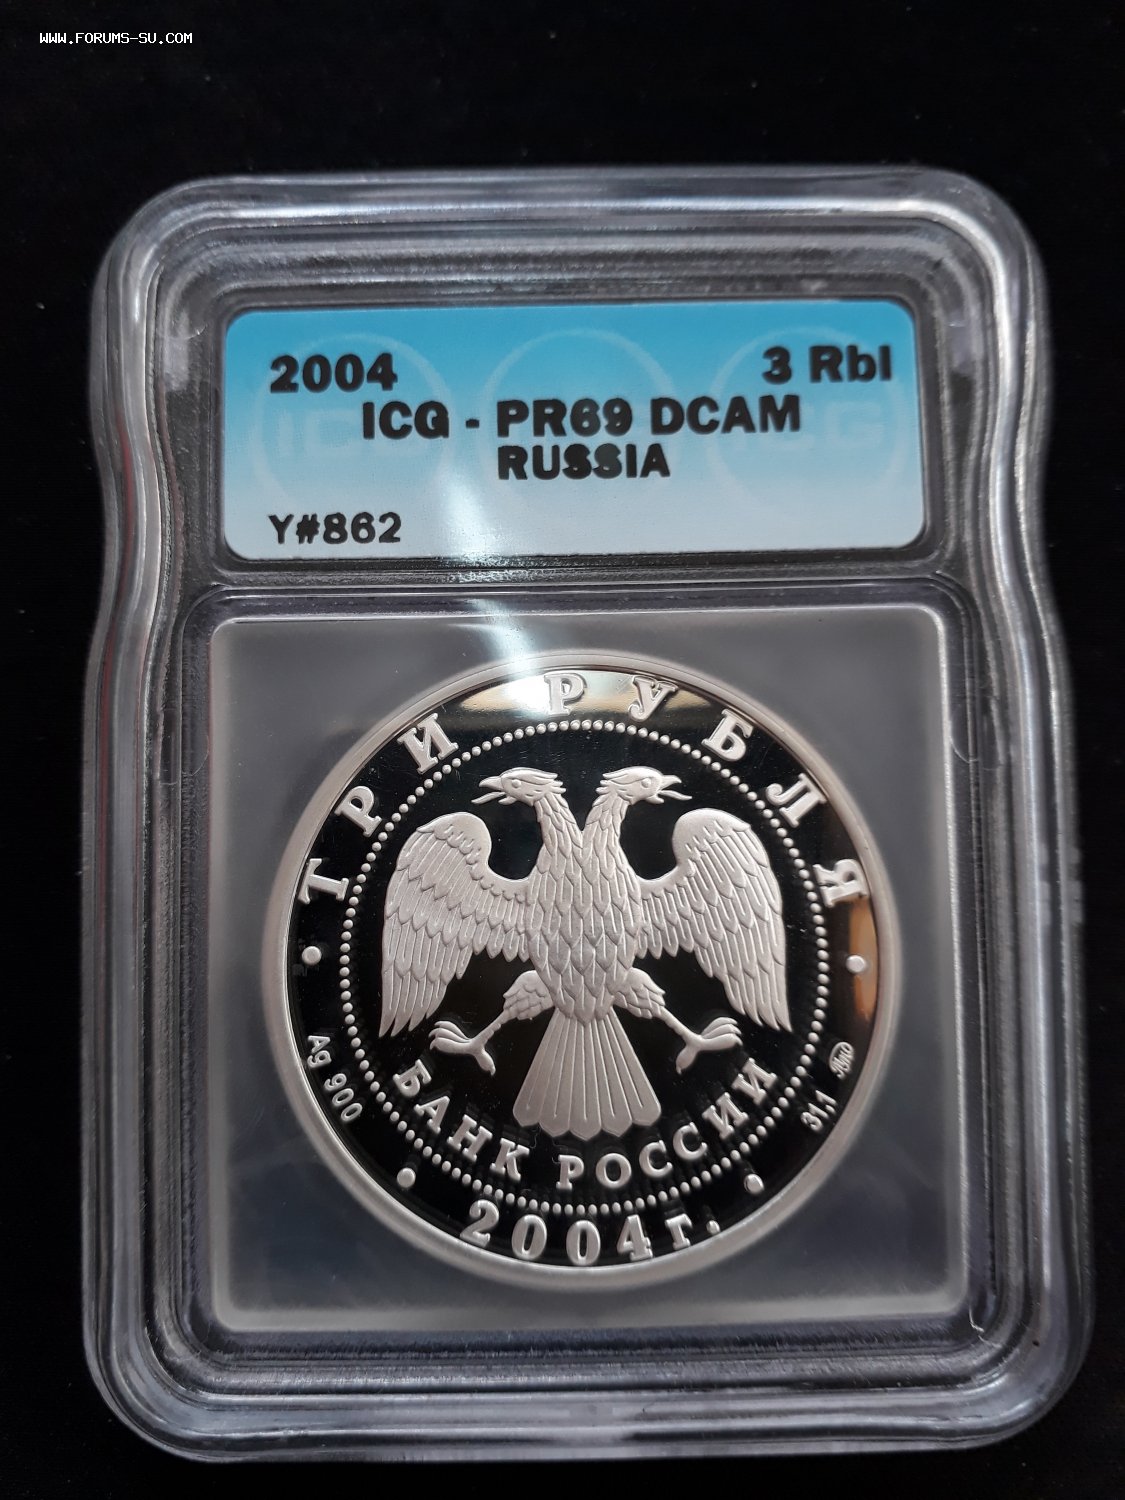 WWW.FORUMS-SU.COM
2004 3 Rbl
ICG - PR69 DCAM
RUSSIA
Y#862
• ТРИ РУБЛЯ •
БАНК РОССИИ
Ag 900
31,1
• 2004 г. •